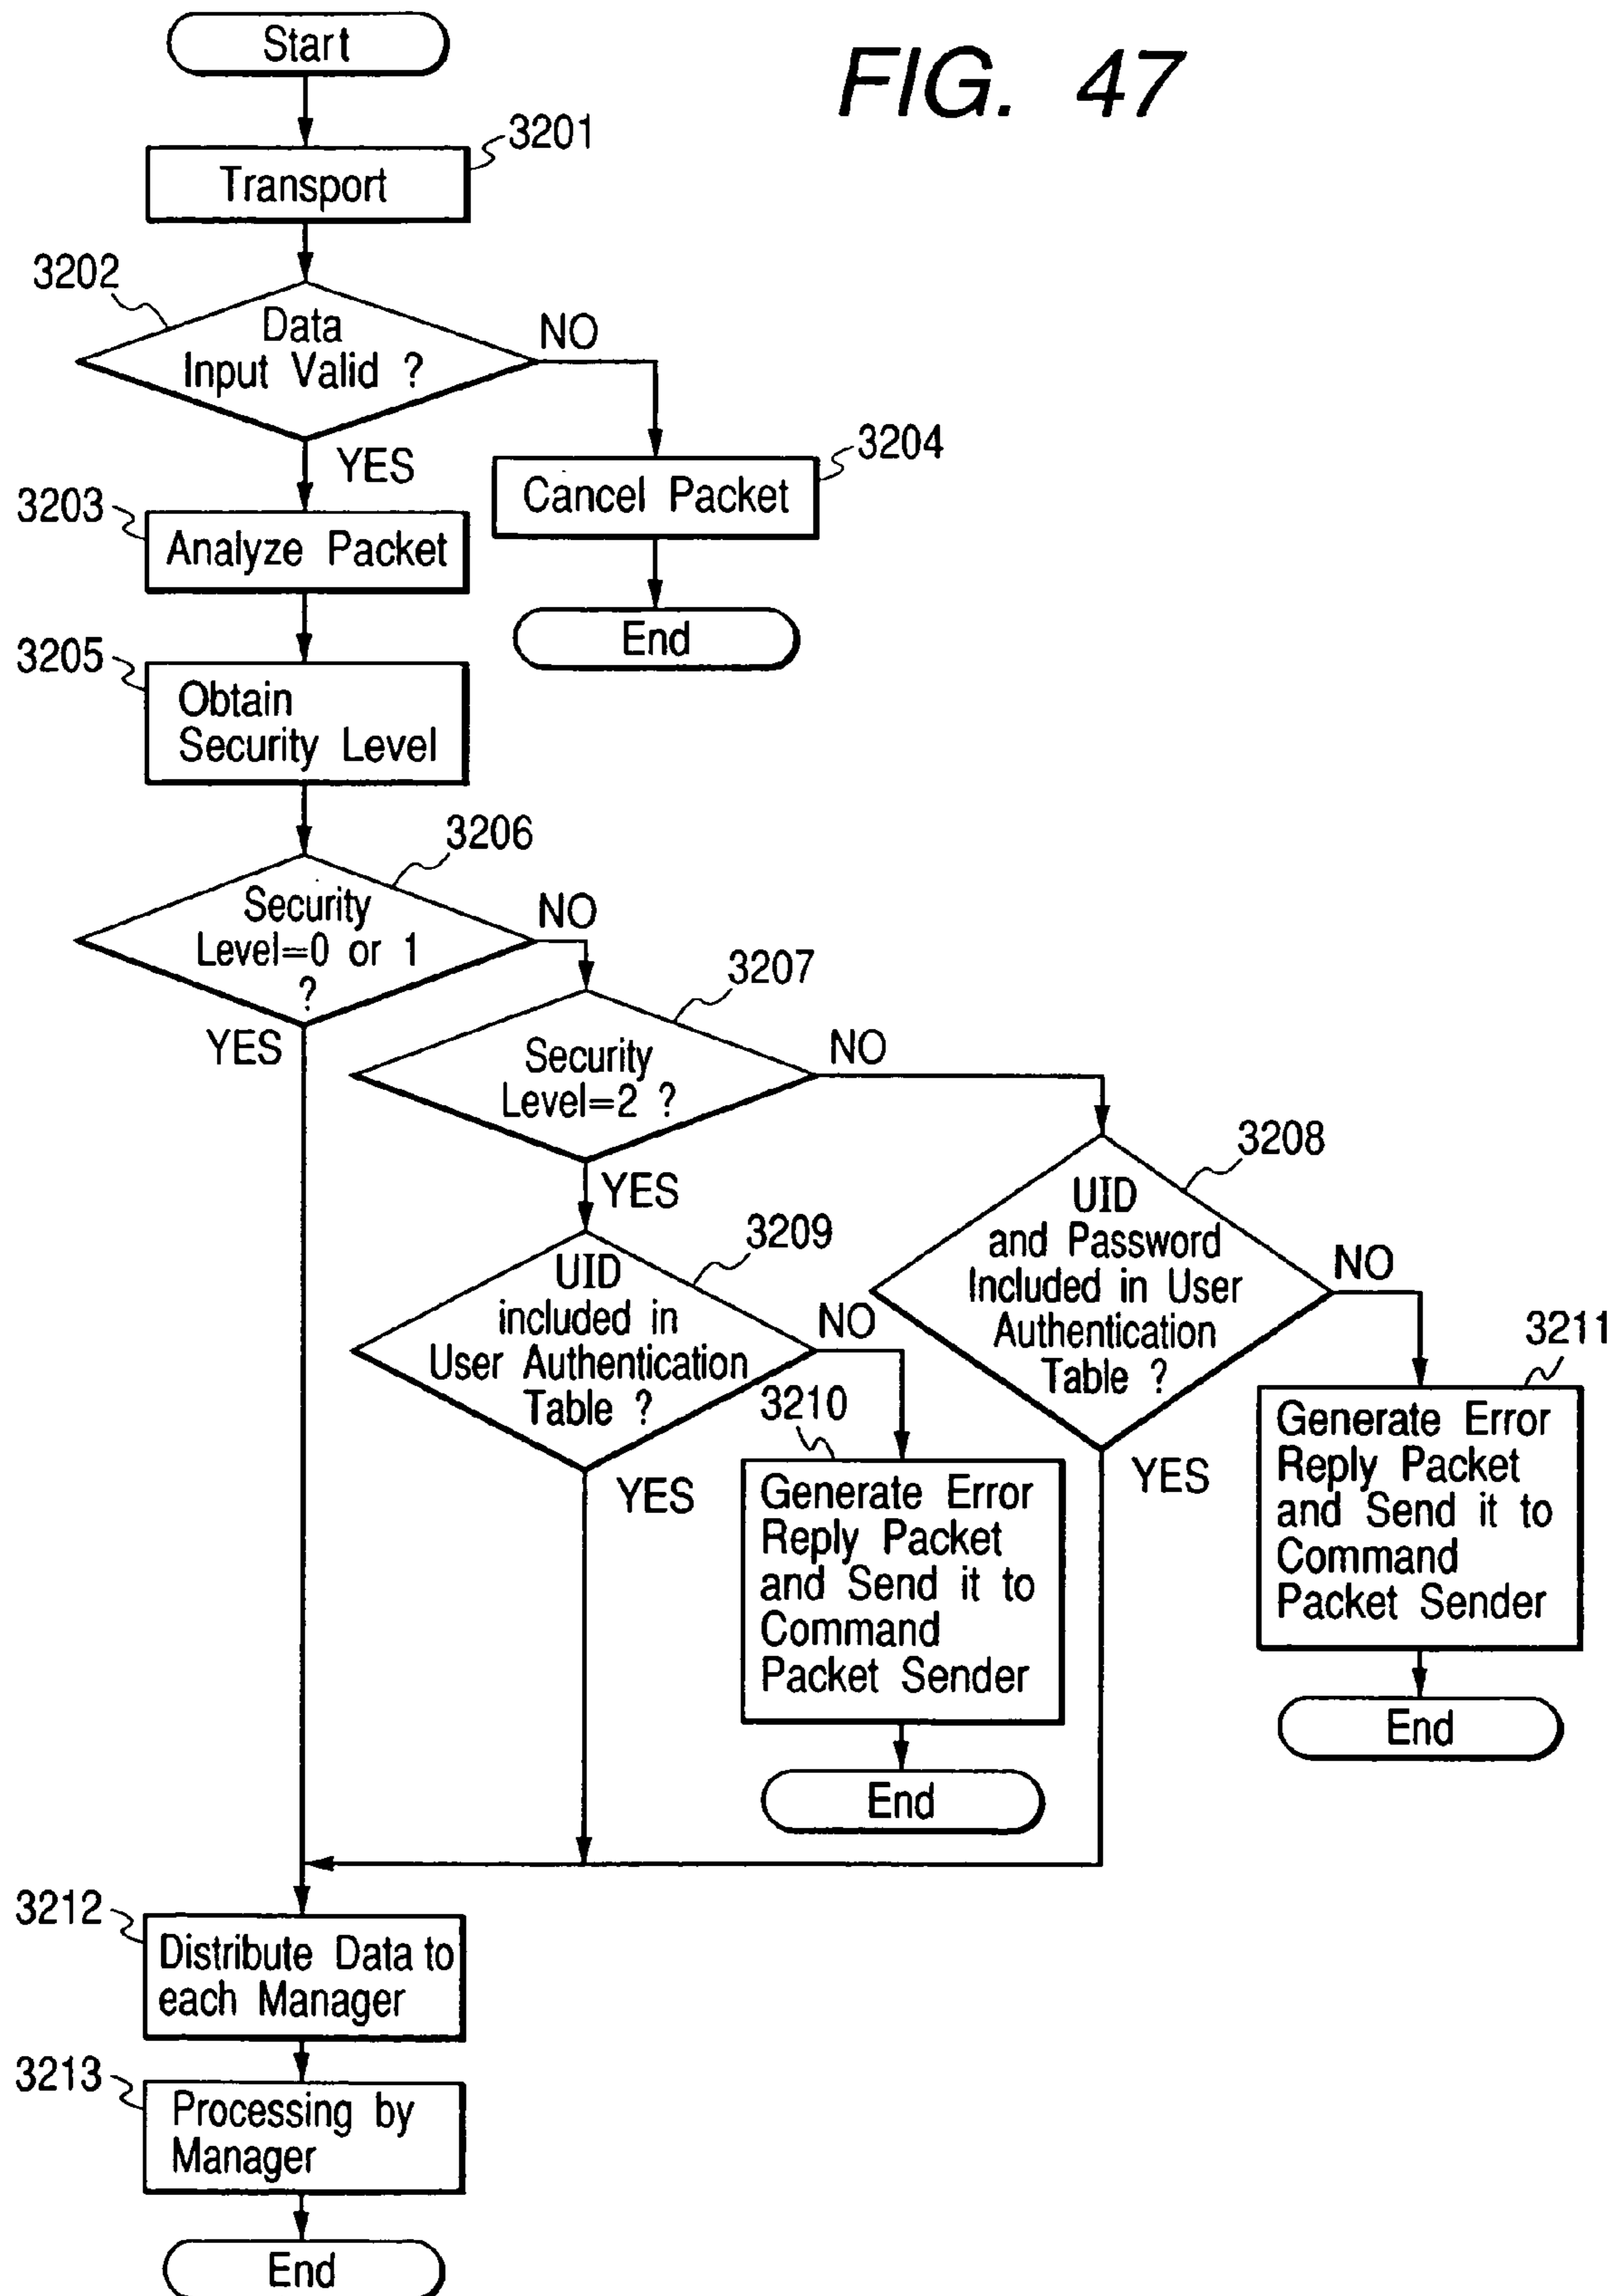 FIG. 47
Start
3201
Transport
3202
Data
Input Valid ?
NO
YES
3204
Cancel Packet
End
3203
Analyze Packet
3205
Obtain
Security Level
3206
Security
Level=0 or 1
?
NO
YES
3207
Security
Level=2 ?
NO
YES
3208
UID
and Password
Included in User
Authentication
Table ?
NO
YES
3209
UID
included in
User Authentication
Table ?
NO
YES
3210
Generate Error
Reply Packet
and Send it to
Command
Packet Sender
End
3211
Generate Error
Reply Packet
and Send it to
Command
Packet Sender
End
3212
Distribute Data to
each Manager
3213
Processing by
Manager
End